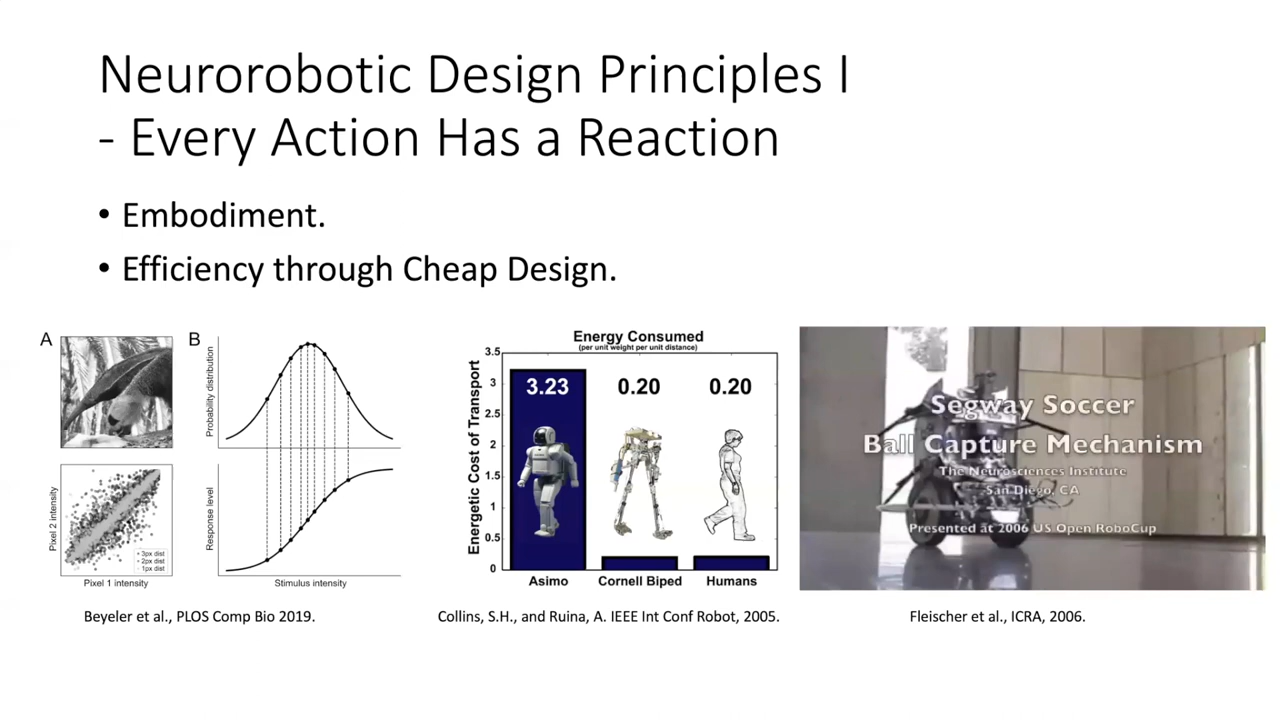 Neurorobotic Design Principles I
- Every Action Has a Reaction
• Embodiment.
• Efficiency through Cheap Design.
A
B
Probability distribution
Pixel 2 intensity
• 3px dist
• 2px dist
• 1px dist
Pixel 1 intensity
Response level
Stimulus intensity
Beyeler et al., PLOS Comp Bio 2019.
Energy Consumed
(per unit weight per unit distance)
Energetic Cost of Transport
3.5
3
2.5
2
1.5
1
0.5
0
3.23
0.20
0.20
Asimo
Cornell Biped
Humans
Collins, S.H., and Ruina, A. IEEE Int Conf Robot, 2005.
Segway Soccer
Ball Capture Mechanism
The Neurosciences Institute
San Diego, CA
Presented at 2006 US Open RoboCup
Fleischer et al., ICRA, 2006.